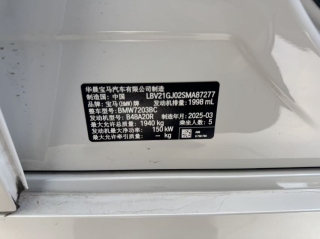 华晨宝马汽车有限公司制造
制造国：中国 LBV21GJ02SMA87277
品牌：宝马(BMW)牌 发动机排量：1998 mL
整车型号：BMW7203BC
发动机型号：B48A20R 制造年月：2025-03
最大允许总质量：1940 kg 乘坐人数：5
发动机最大净功率：150 kW
最大允许牵引质量：-/- kg